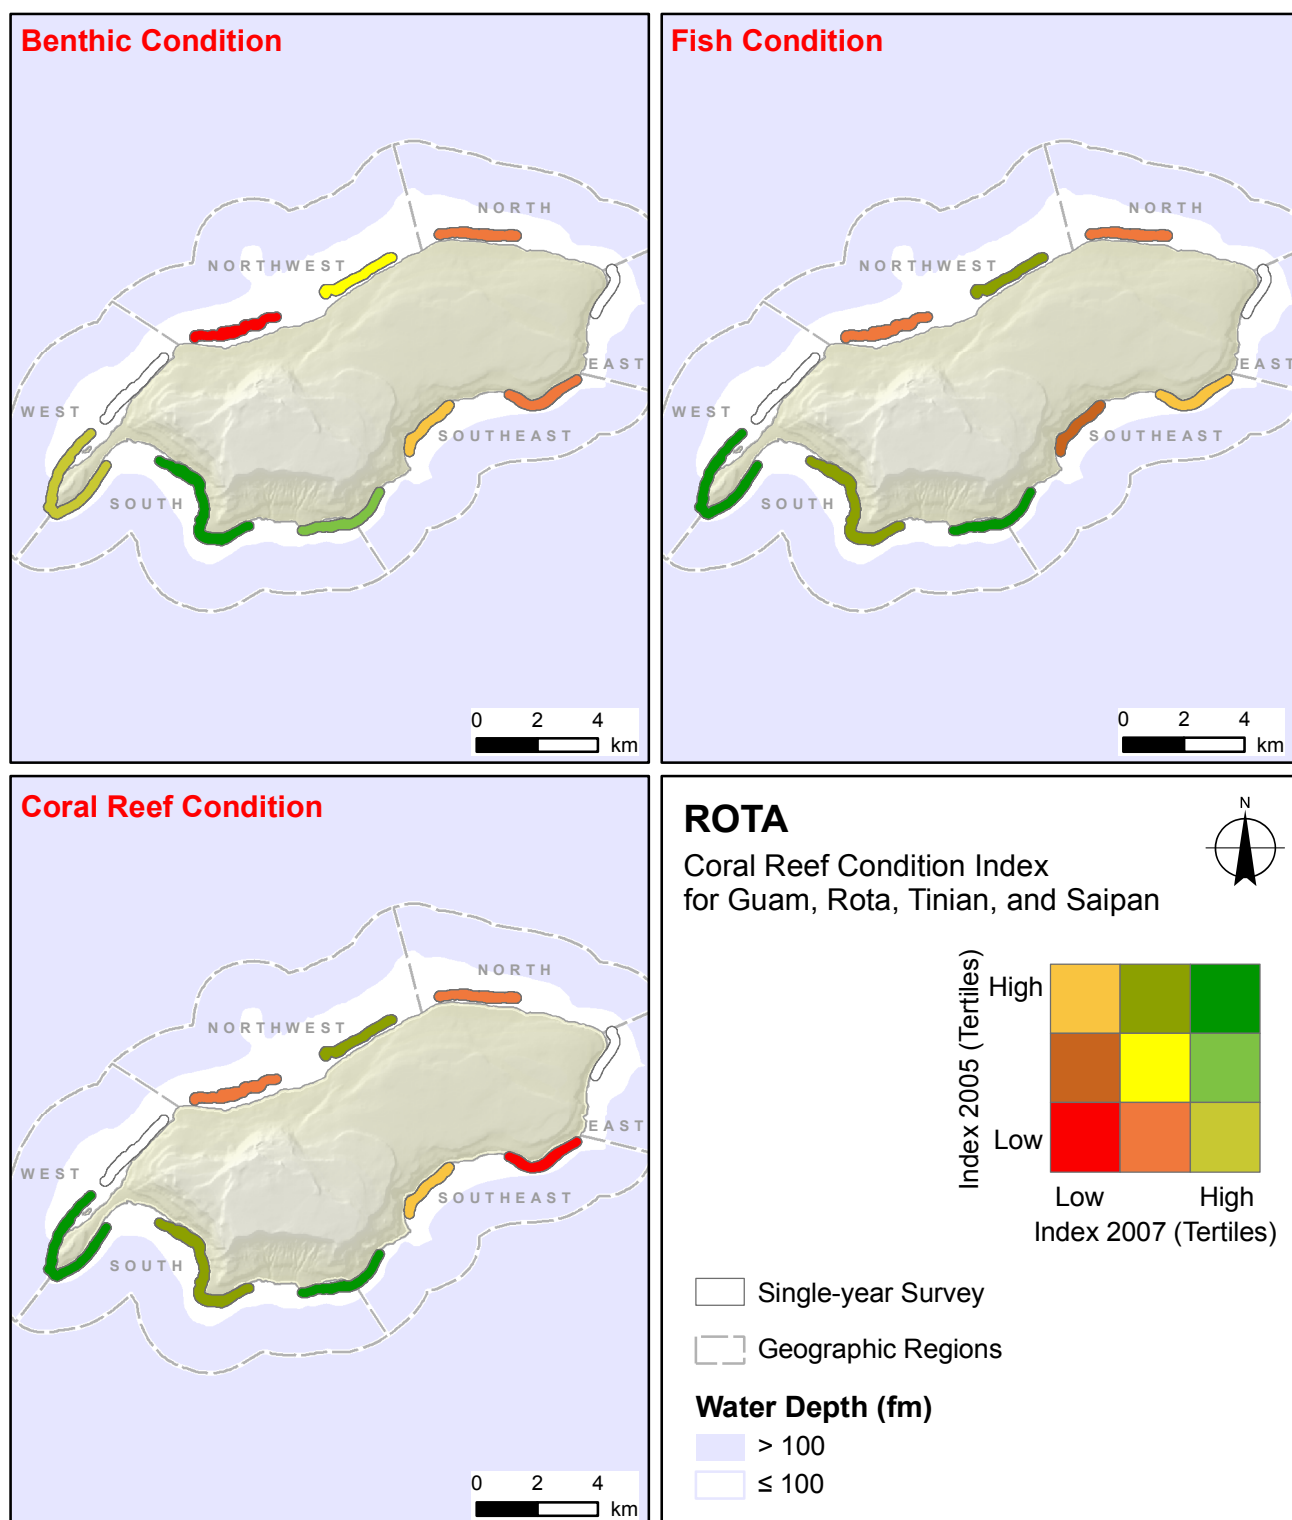 Benthic Condition
NORTH
NORTHWEST
EAST
WEST
SOUTHEAST
SOUTH
0 2 4
km
Fish Condition
NORTH
NORTHWEST
EAST
WEST
SOUTHEAST
SOUTH
0 2 4
km
Coral Reef Condition
NORTH
NORTHWEST
EAST
WEST
SOUTHEAST
SOUTH
0 2 4
km
ROTA
N
Coral Reef Condition Index
for Guam, Rota, Tinian, and Saipan
Index 2005 (Tertiles)
High
Low
Low High
Index 2007 (Tertiles)
Single-year Survey
Geographic Regions
Water Depth (fm)
> 100
≤ 100